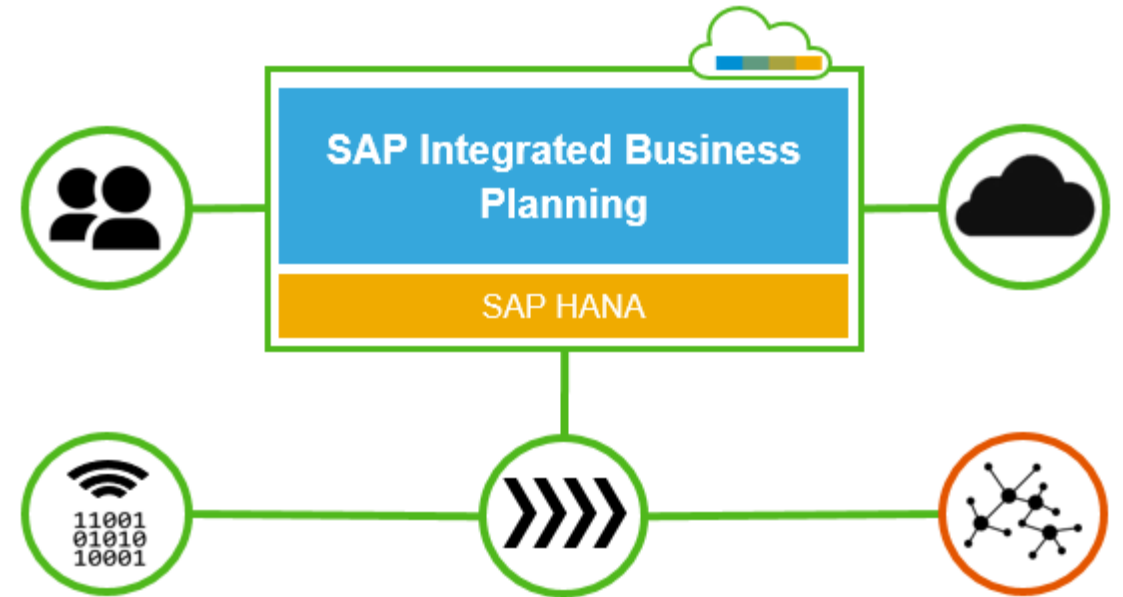 SAP Integrated Business
Planning
SAP HANA
11001
01010
10001